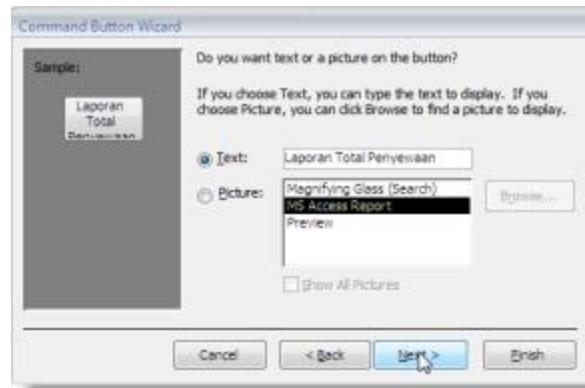 Command Button Wizard
Sample:
Laporan
Total
Penyewaan
Do you want text or a picture on the button?
If you choose Text, you can type the text to display. If you
choose Picture, you can click Browse to find a picture to display.
Text: Laporan Total Penyewaan
Picture: Magnifying Glass (Search)
MS Access Report
Preview
Browse...
Show All Pictures
Cancel < Back Next > Finish